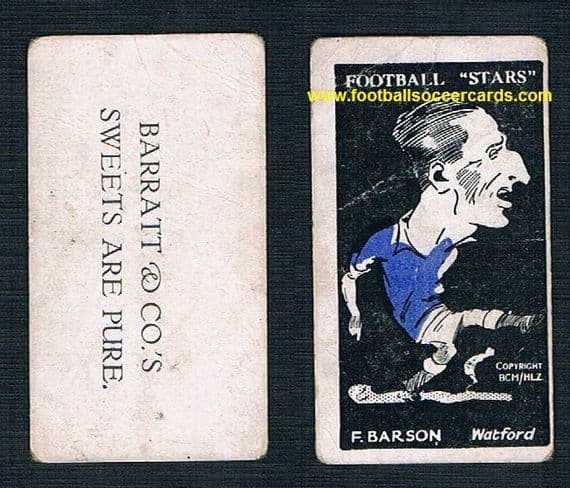 BARRATT & CO.'S
SWEETS ARE PURE.
FOOTBALL "STARS"
www.footballsoccercards.com
COPYRIGHT
BCM/HLZ
F. BARSON Watford